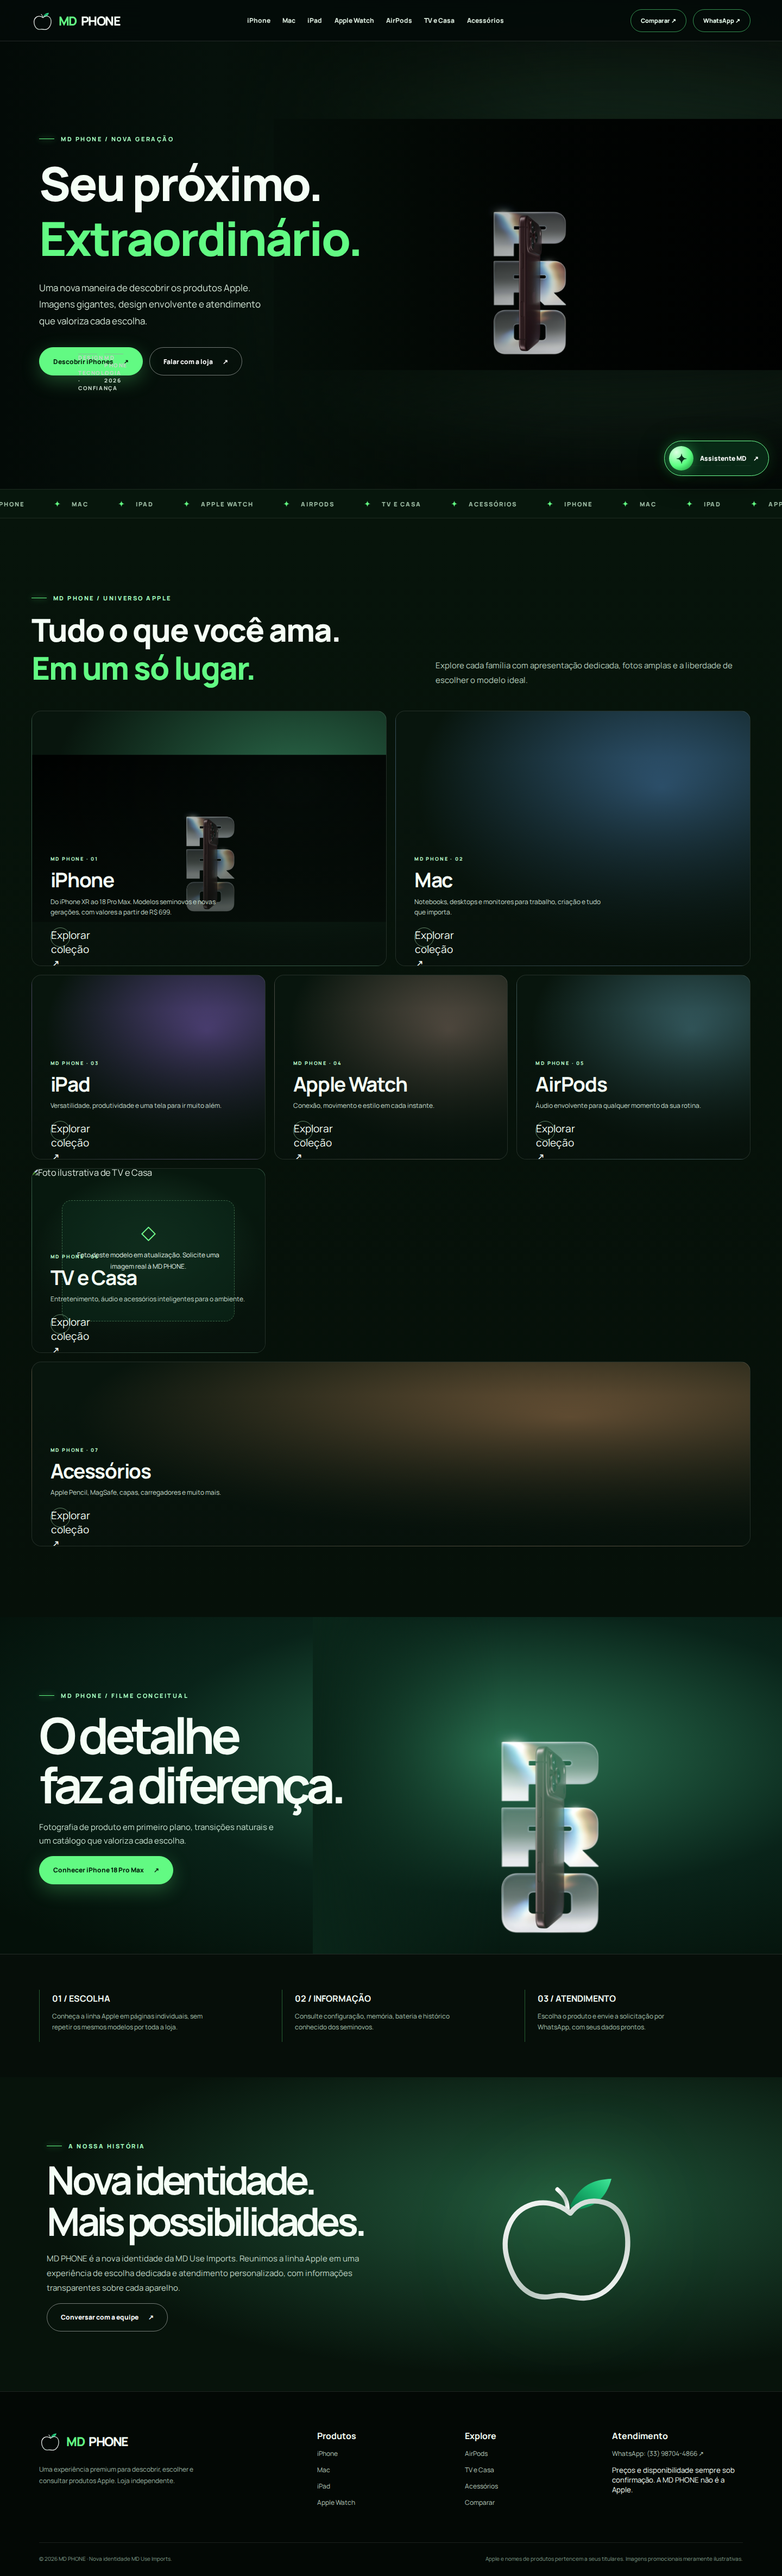 MD PHONE
iPhone
Mac
iPad
Apple Watch
AirPods
TV e Casa
Acessórios
Comparar ↗
WhatsApp ↗
MD PHONE / NOVA GERAÇÃO
Seu próximo.
Extraordinário.
Uma nova maneira de descobrir os produtos Apple.
Imagens gigantes, design envolvente e atendimento
que valoriza cada escolha.
Descobrir iPhones ↗
Falar com a loja ↗
· 2026
CONFIANÇA
PRO
Assistente MD ↗
PHONE ✦ MAC ✦ IPAD ✦ APPLE WATCH ✦ AIRPODS ✦ TV E CASA ✦ ACESSÓRIOS ✦ IPHONE ✦ MAC ✦ IPAD ✦ APP
MD PHONE / UNIVERSO APPLE
Tudo o que você ama.
Em um só lugar.
Explore cada família com apresentação dedicada, fotos amplas e a liberdade de
escolher o modelo ideal.
PRO
MD PHONE · 01
iPhone
Do iPhone XR ao 18 Pro Max. Modelos seminovos e novas
gerações, com valores a partir de R$ 699.
Explorar
coleção
↗
MD PHONE · 02
Mac
Notebooks, desktops e monitores para trabalho, criação e tudo
que importa.
Explorar
coleção
↗
MD PHONE · 03
iPad
Versatilidade, produtividade e uma tela para ir muito além.
Explorar
coleção
↗
MD PHONE · 04
Apple Watch
Conexão, movimento e estilo em cada instante.
Explorar
coleção
↗
MD PHONE · 05
AirPods
Áudio envolvente para qualquer momento da sua rotina.
Explorar
coleção
↗
Foto ilustrativa de TV e Casa
Foto deste modelo em atualização. Solicite uma
imagem real à MD PHONE.
MD PHONE · 06
TV e Casa
Entretenimento, áudio e acessórios inteligentes para o ambiente.
Explorar
coleção
↗
MD PHONE · 07
Acessórios
Apple Pencil, MagSafe, capas, carregadores e muito mais.
Explorar
coleção
↗
MD PHONE / FILME CONCEITUAL
O detalhe
faz a diferença.
Fotografia de produto em primeiro plano, transições naturais e
um catálogo que valoriza cada escolha.
Conhecer iPhone 18 Pro Max ↗
PRO
01 / ESCOLHA
Conheça a linha Apple em páginas individuais, sem
repetir os mesmos modelos por toda a loja.
02 / INFORMAÇÃO
Consulte configuração, memória, bateria e histórico
conhecido dos seminovos.
03 / ATENDIMENTO
Escolha o produto e envie a solicitação por
WhatsApp, com seus dados prontos.
A NOSSA HISTÓRIA
Nova identidade.
Mais possibilidades.
MD PHONE é a nova identidade da MD Use Imports. Reunimos a linha Apple em uma
experiência de escolha dedicada e atendimento personalizado, com informações
transparentes sobre cada aparelho.
Conversar com a equipe ↗
MD PHONE
Uma experiência premium para descobrir, escolher e
consultar produtos Apple. Loja independente.
Produtos
iPhone
Mac
iPad
Apple Watch
Explore
AirPods
TV e Casa
Acessórios
Comparar
Atendimento
WhatsApp: (33) 98704-4866 ↗
Preços e disponibilidade sempre sob
confirmação. A MD PHONE não é a
Apple.
© 2026 MD PHONE · Nova identidade MD Use Imports.
Apple e nomes de produtos pertencem a seus titulares. Imagens promocionais meramente ilustrativas.